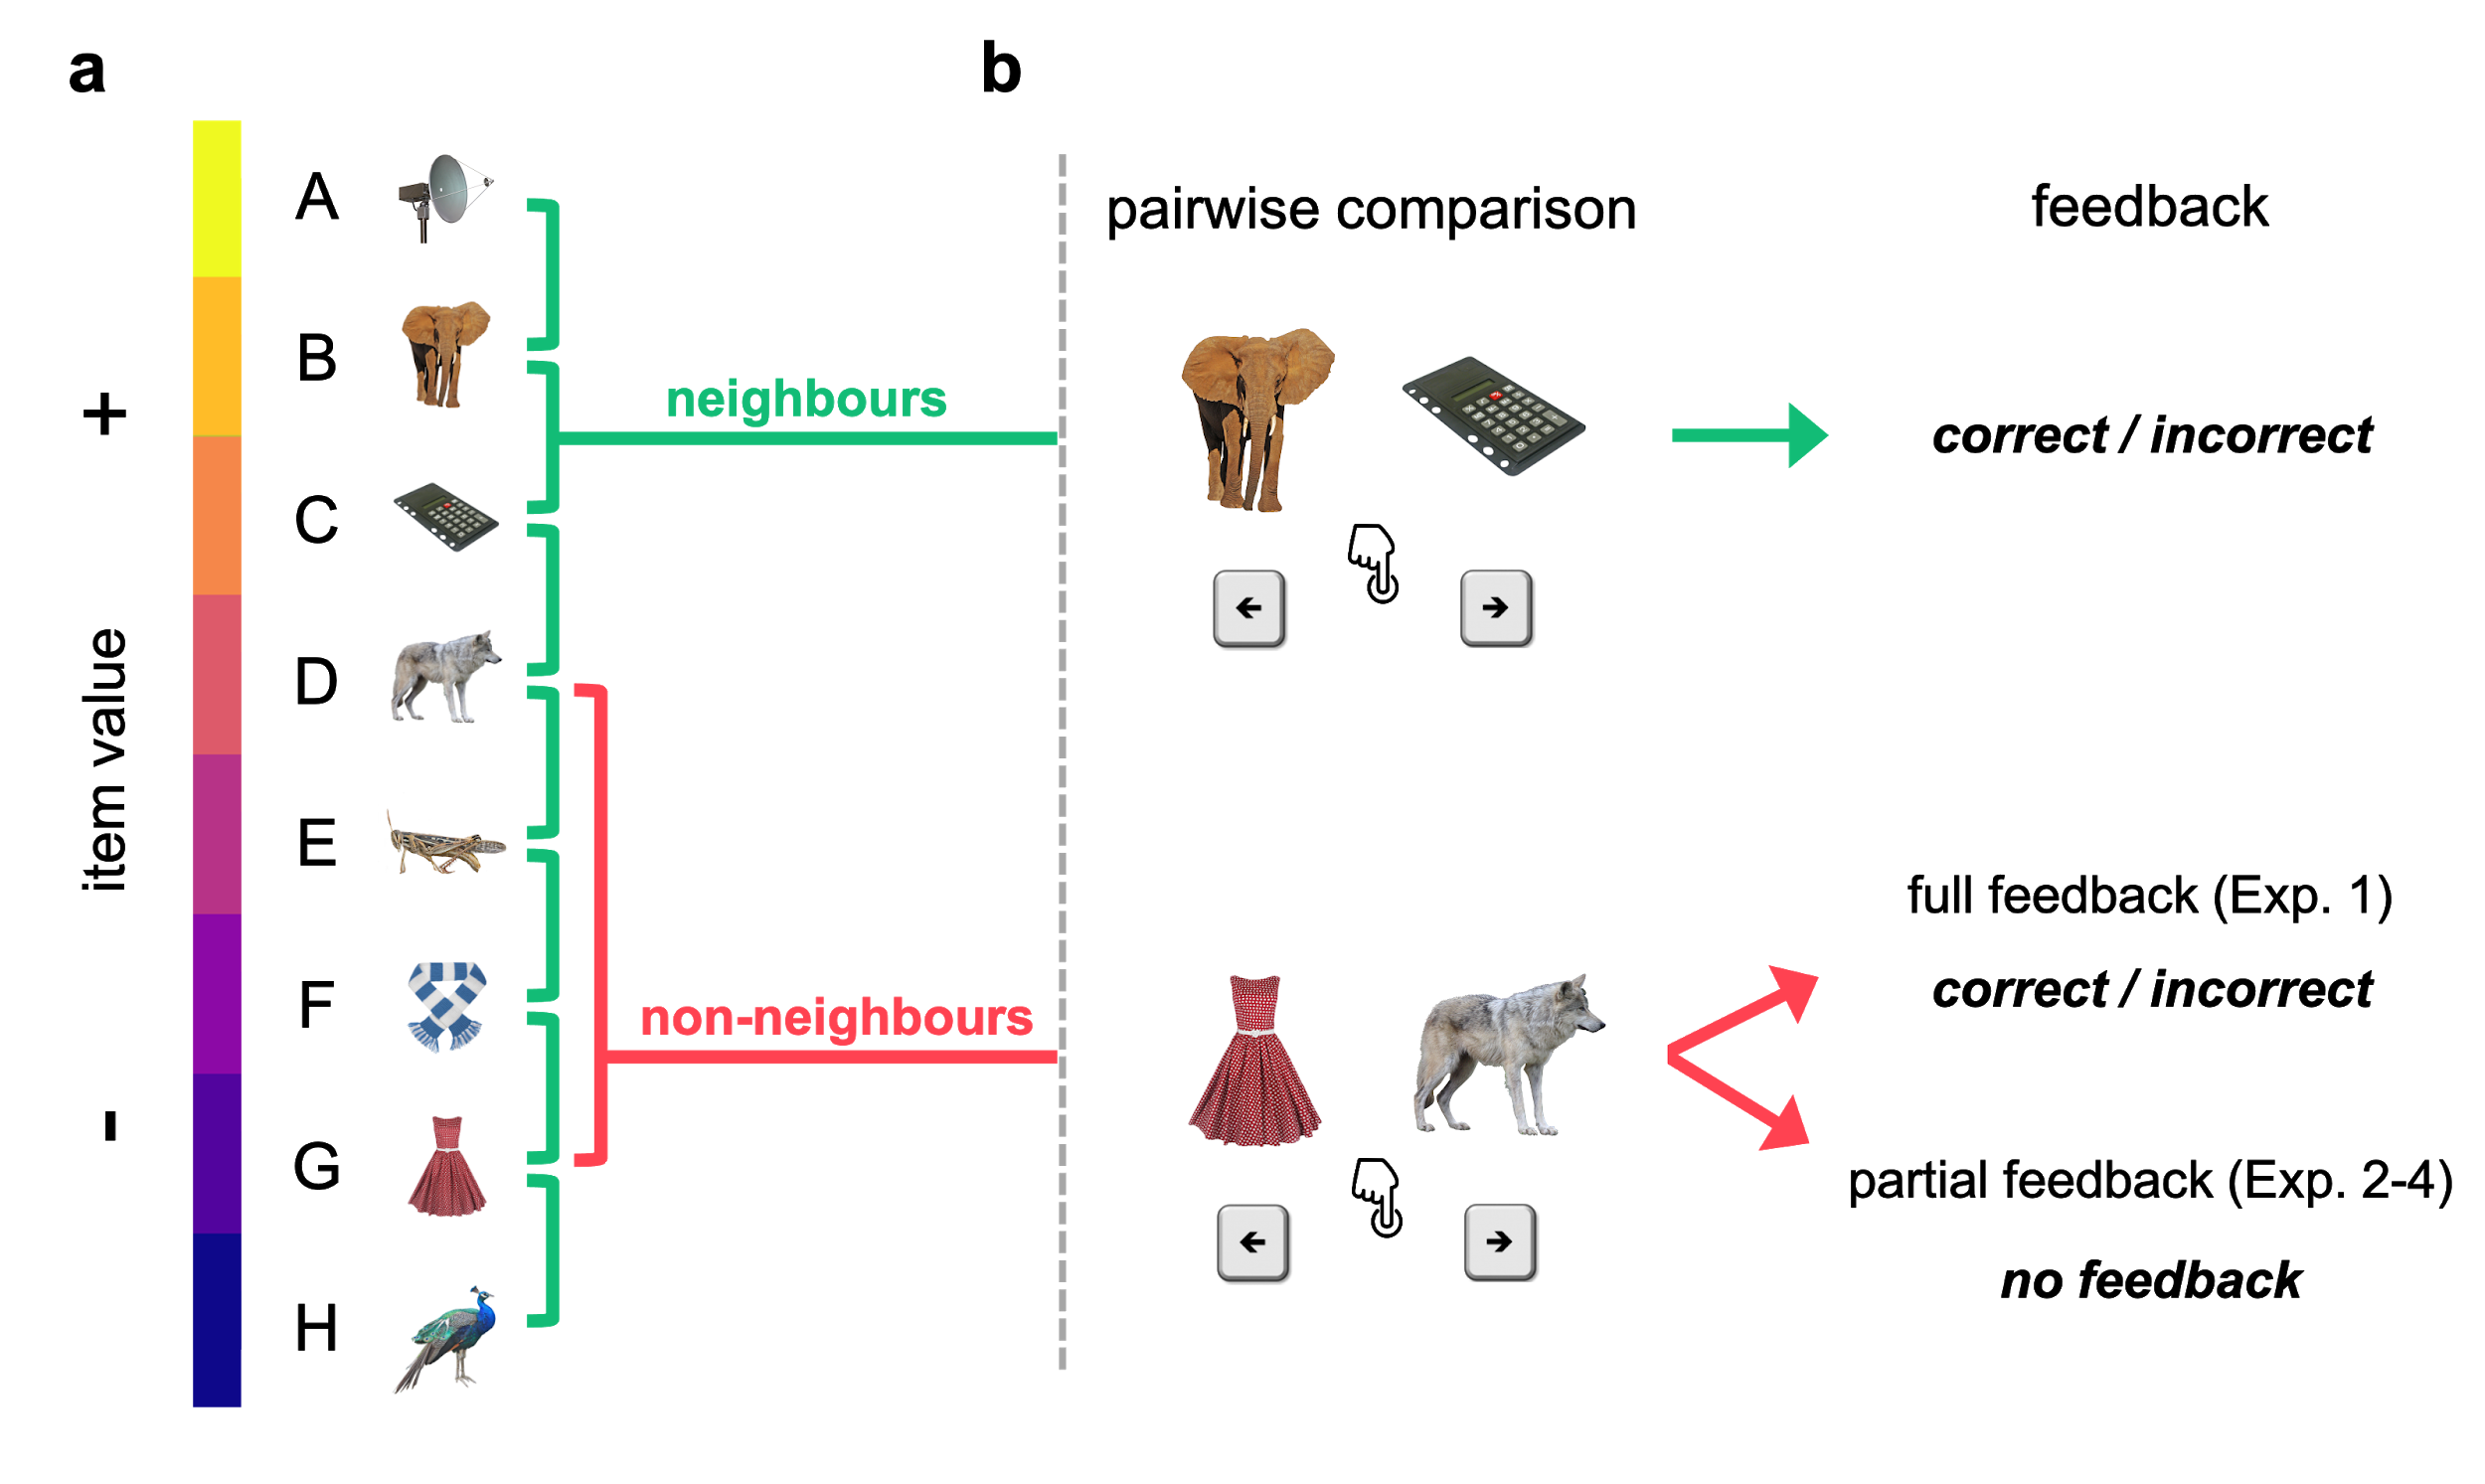 a
+
item value
-
A
B
C
D
E
F
G
H
neighbours
non-neighbours
b
pairwise comparison
feedback
correct / incorrect
full feedback (Exp. 1)
correct / incorrect
partial feedback (Exp. 2-4)
no feedback